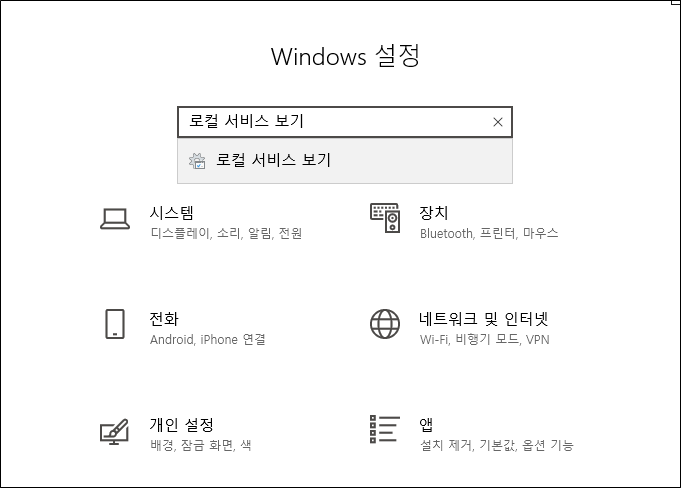 Windows 설정
로컬 서비스 보기
로컬 서비스 보기
시스템
디스플레이, 소리, 알림, 전원
장치
Bluetooth, 프린터, 마우스
전화
Android, iPhone 연결
네트워크 및 인터넷
Wi-Fi, 비행기 모드, VPN
개인 설정
배경, 잠금 화면, 색
앱
설치 제거, 기본값, 옵션 기능